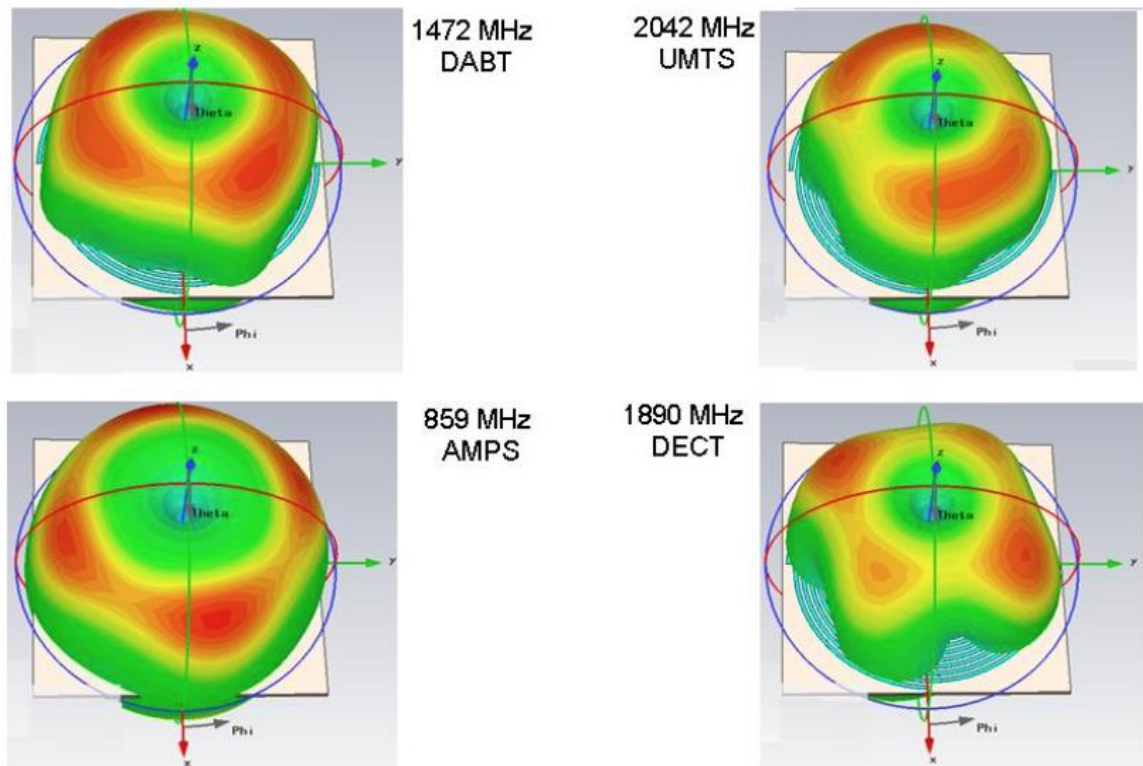 1472 MHz
DABT
z
Theta
y
Phi
x
2042 MHz
UMTS
z
Theta
y
Phi
x
859 MHz
AMPS
z
Theta
y
Phi
x
1890 MHz
DECT
z
Theta
y
Phi
x